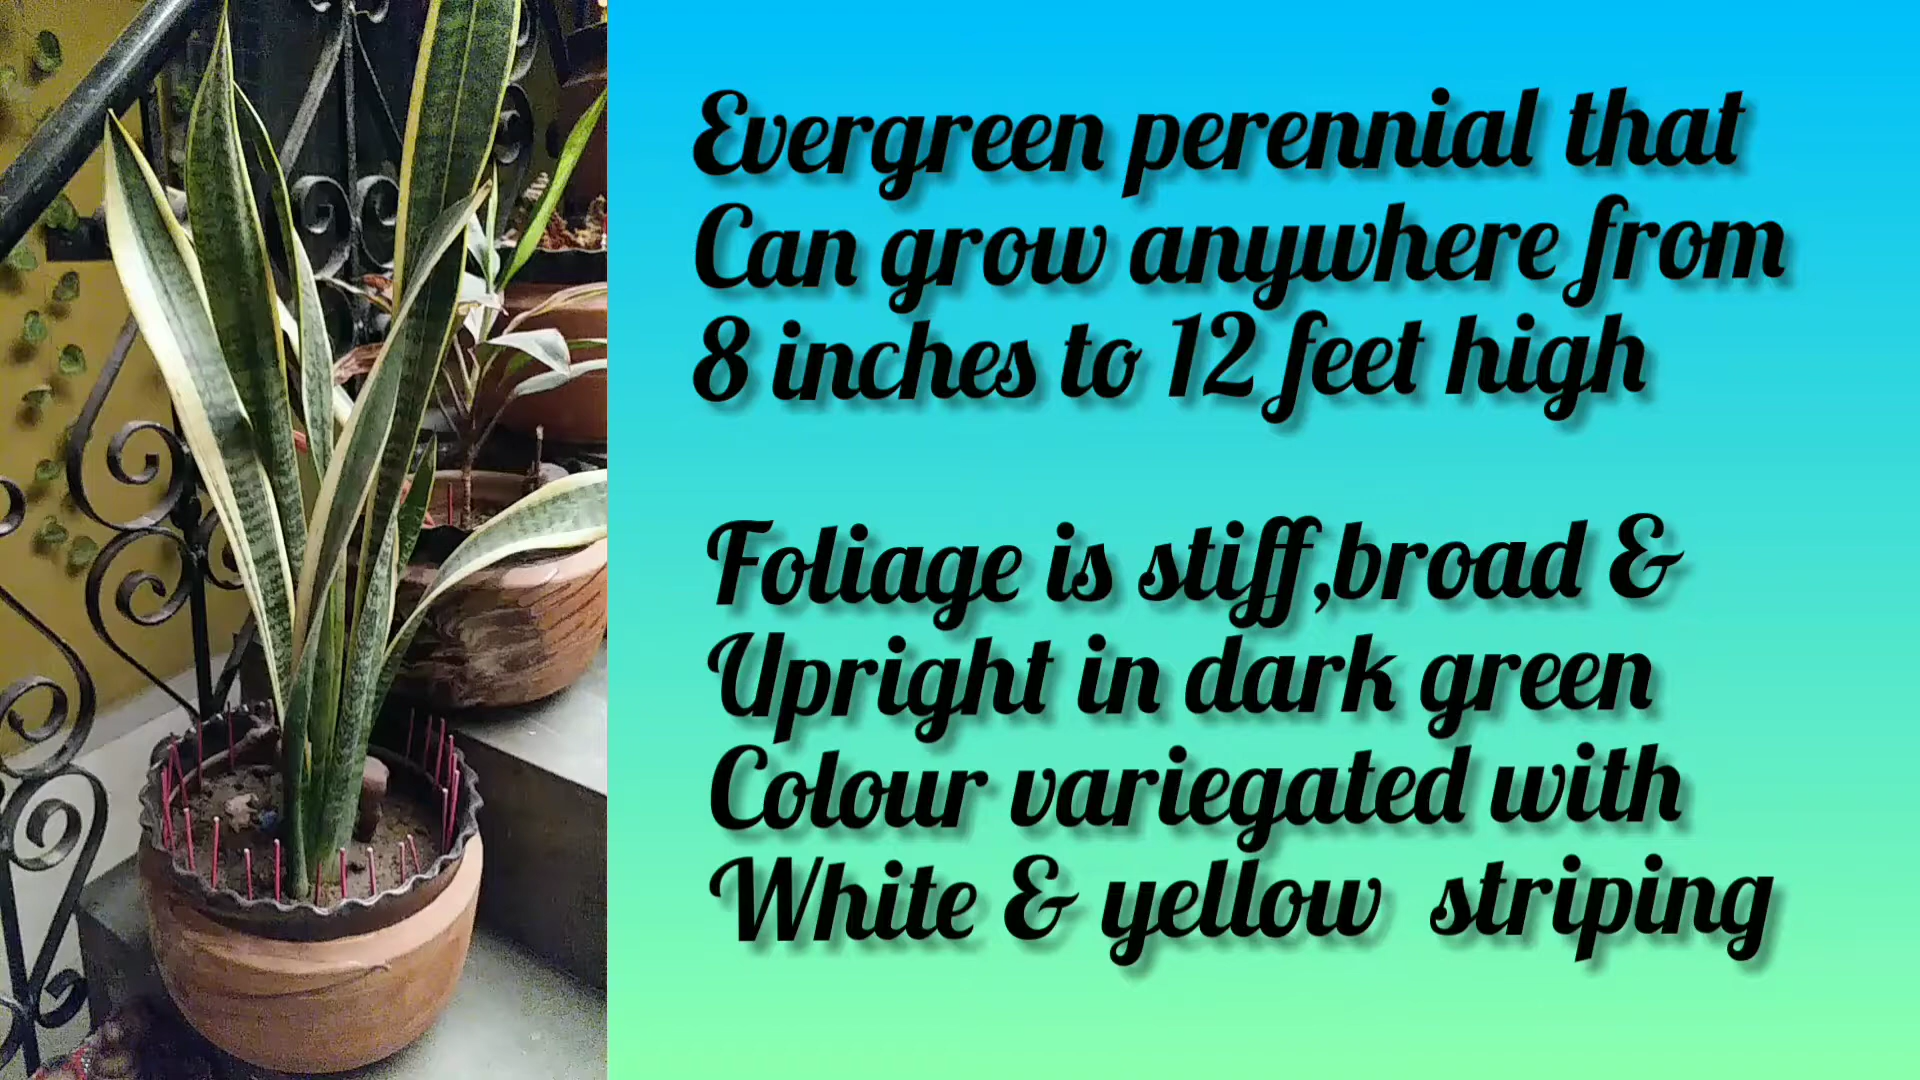 Evergreen perennial that
Can grow anywhere from
8 inches to 12 feet high
Foliage is stiff,broad &
Upright in dark green
Colour variegated with
White & yellow striping